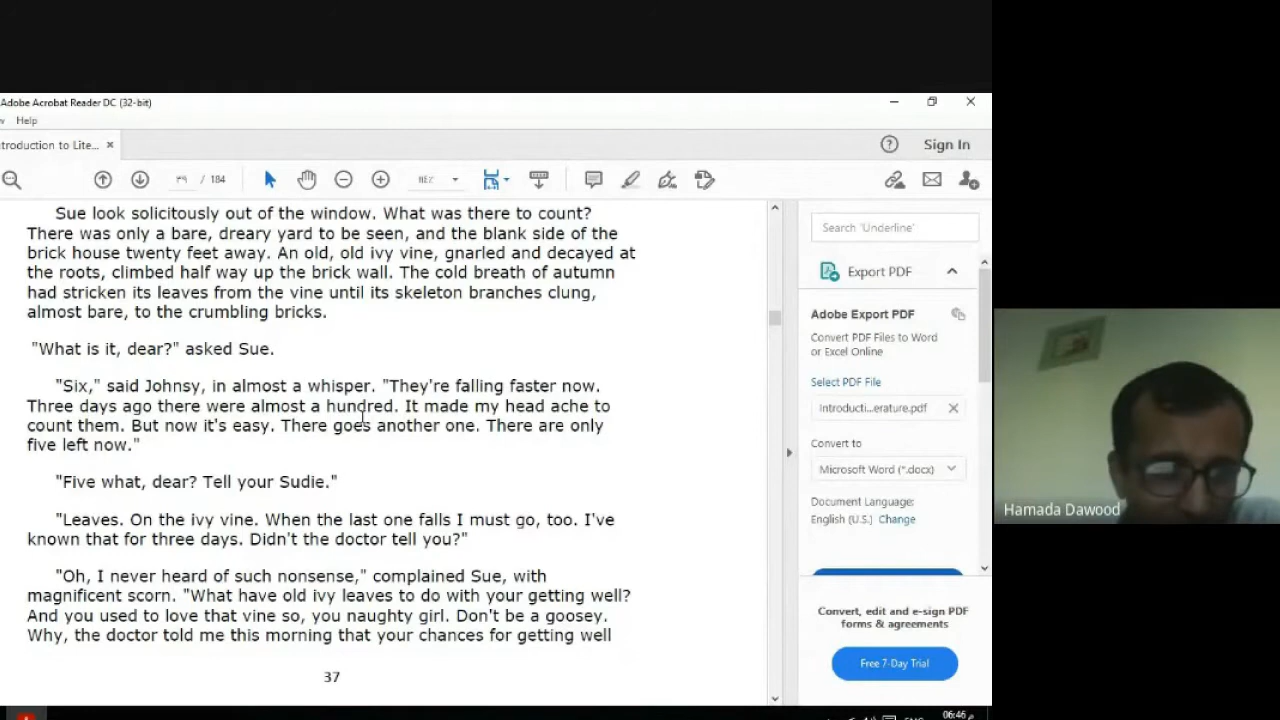 Adobe Acrobat Reader DC (32-bit)
Help
troduction to Lite... ×
Sign In
٣٩ / 184
Sue look solicitously out of the window. What was there to count?
There was only a bare, dreary yard to be seen, and the blank side of the
brick house twenty feet away. An old, old ivy vine, gnarled and decayed at
the roots, climbed half way up the brick wall. The cold breath of autumn
had stricken its leaves from the vine until its skeleton branches clung,
almost bare, to the crumbling bricks.
"What is it, dear?" asked Sue.
"Six," said Johnsy, in almost a whisper. "They're falling faster now.
Three days ago there were almost a hundred. It made my head ache to
count them. But now it's easy. There goes another one. There are only
five left now."
"Five what, dear? Tell your Sudie."
"Leaves. On the ivy vine. When the last one falls I must go, too. I've
known that for three days. Didn't the doctor tell you?"
"Oh, I never heard of such nonsense," complained Sue, with
magnificent scorn. "What have old ivy leaves to do with your getting well?
And you used to love that vine so, you naughty girl. Don't be a goosey.
Why, the doctor told me this morning that your chances for getting well
37
Search 'Underline'
Export PDF
Adobe Export PDF
Convert PDF Files to Word
or Excel Online
Select PDF File
Introducti...erature.pdf
Convert to
Microsoft Word (*.docx)
Document Language:
English (U.S.) Change
Convert, edit and e-sign PDF
forms & agreements
Free 7-Day Trial
Hamada Dawood
06:46